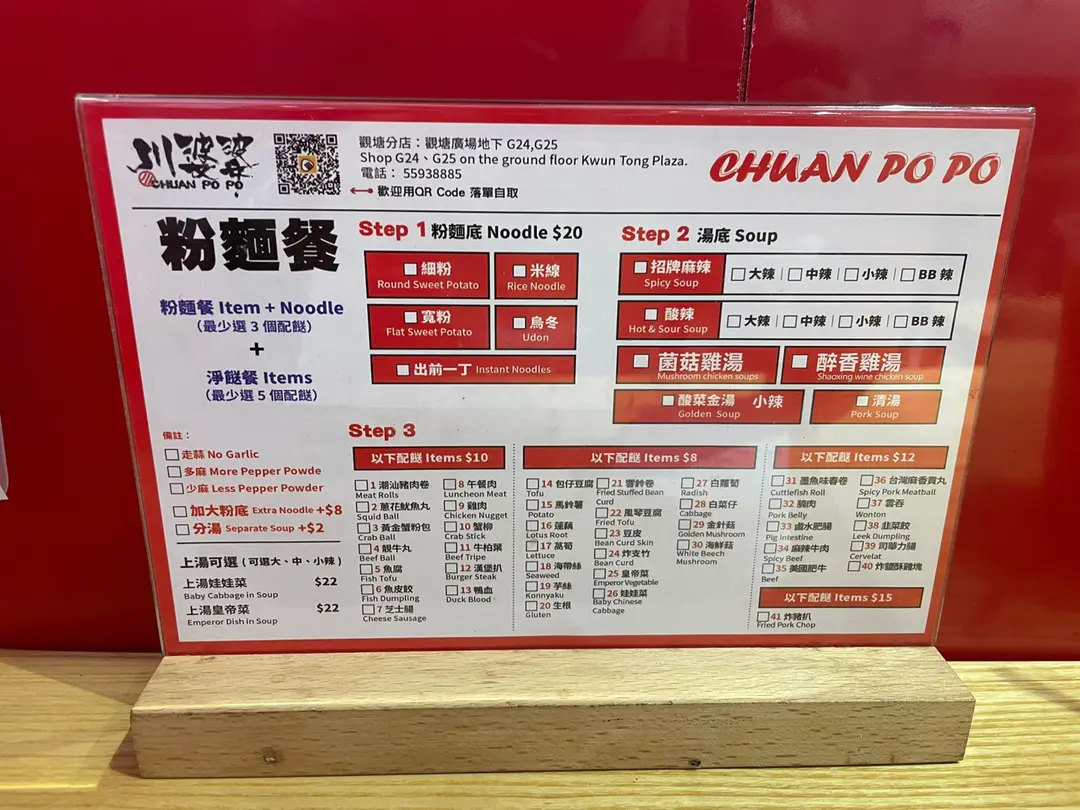 川婆婆
CHUAN PO PO
觀塘分店：觀塘廣場地下 G24,G25
Shop G24、G25 on the ground floor Kwun Tong Plaza.
電話： 55938885
歡迎用QR Code 落單自取
CHUAN PO PO
粉麵餐
粉麵餐 Item + Noodle
（最少選 3 個配餸）
+
淨餸餐 Items
（最少選 5 個配餸）
Step 1 粉麵底 Noodle $20
細粉
Round Sweet Potato
米線
Rice Noodle
寬粉
Flat Sweet Potato
烏冬
Udon
出前一丁 Instant Noodles
Step 2 湯底 Soup
招牌麻辣
Spicy Soup
大辣 | 中辣 | 小辣 | BB 辣
酸辣
Hot & Sour Soup
大辣 | 中辣 | 小辣 | BB 辣
菌菇雞湯
Mushroom chicken soups
醉香雞湯
Shaoxing wine chicken soup
酸菜金湯 小辣
Golden Soup
清湯
Pork Soup
備註：
走蒜 No Garlic
多麻 More Pepper Powde
少麻 Less Pepper Powder
加大粉底 Extra Noodle +$8
分湯 Separate Soup +$2
上湯可選 ( 可選大、中、小辣 )
上湯娃娃菜 $22
Baby Cabbage in Soup
上湯皇帝菜 $22
Emperor Dish in Soup
Step 3
以下配餸 Items $10
1 潮汕豬肉卷
Meat Rolls
2 蔥花魷魚丸
Squid Ball
3 黃金蟹粉包
Crab Ball
4 靚牛丸
Beef Ball
5 魚腐
Fish Tofu
6 魚皮餃
Fish Dumpling
7 芝士腸
Cheese Sausage
8 午餐肉
Luncheon Meat
9 雞肉
Chicken Nugget
10 蟹柳
Crab Stick
11 牛柏葉
Beef Tripe
12 漢堡扒
Burger Steak
13 鴨血
Duck Blood
以下配餸 Items $8
14 包仔豆腐
Tofu
15 馬鈴薯
Potato
16 蓮藕
Lotus Root
17 萵筍
Lettuce
18 海帶絲
Seaweed
19 芋絲
Konnyaku
20 生根
Gluten
21 響鈴卷
Fried Stuffed Bean
Curd
22 風琴豆腐
Fried Tofu
23 豆皮
Bean Curd Skin
24 炸支竹
Bean Curd
25 皇帝菜
Emperor Vegetable
26 娃娃菜
Baby Chinese
Cabbage
27 白蘿蔔
Radish
28 白菜仔
Cabbage
29 金針菇
Golden Mushroom
30 海鮮菇
White Beech
Mushroom
以下配餸 Items $12
31 墨魚味春卷
Cuttlefish Roll
32 腩肉
Pork Belly
33 鹵水肥腸
Pig Intestine
34 麻辣牛肉
Spicy Beef
35 美國肥牛
Beef
36 台灣麻香貢丸
Spicy Pork Meatball
37 雲吞
Wonton
38 韭菜餃
Leek Dumpling
39 司華力腸
Cervelat
40 炸鹽酥雞塊
以下配餸 Items $15
41 炸豬扒
Fried Pork Chop